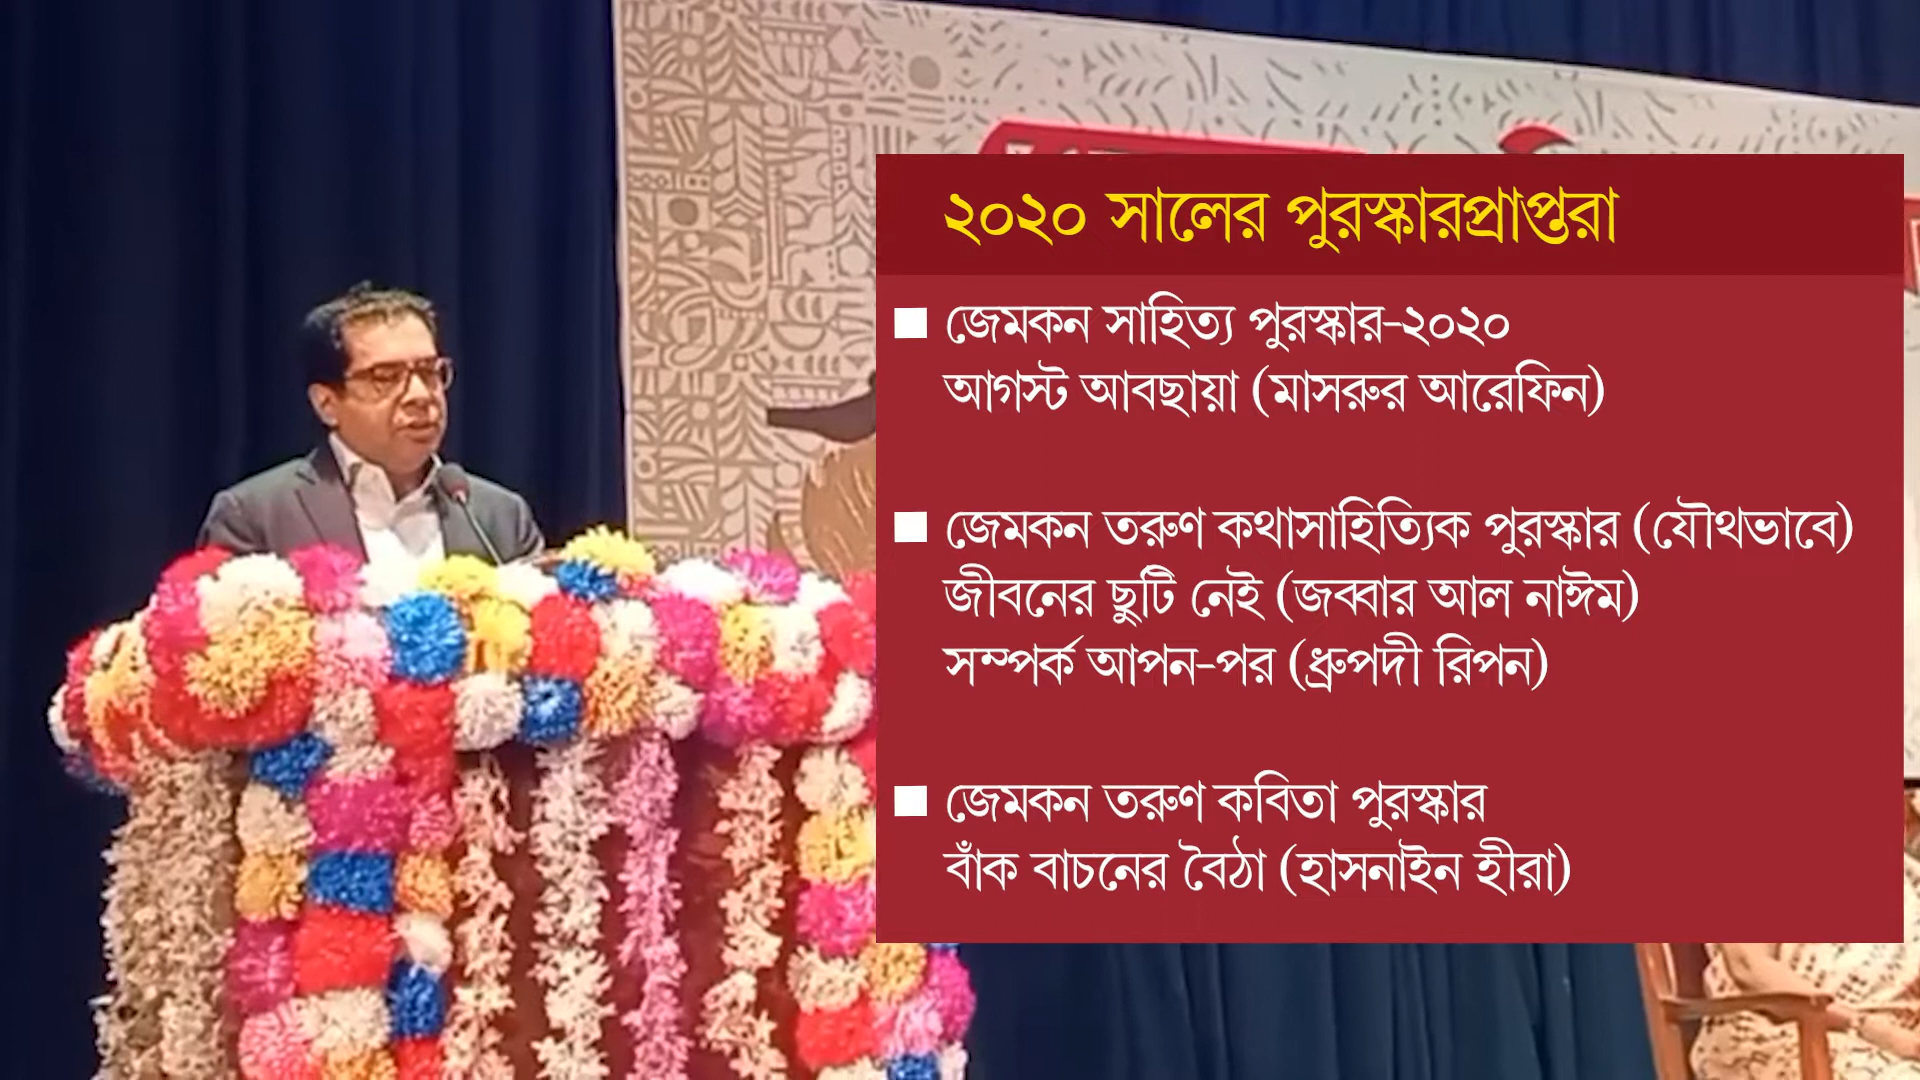 ২০২০ সালের পুরস্কারপ্রাপ্তরা
জেমকন সাহিত্য পুরস্কার-২০২০
আগস্ট আবছায়া (মাসরুর আরেফিন)
জেমকন তরুণ কথাসাহিত্যিক পুরস্কার (যৌথভাবে)
জীবনের ছুটি নেই (জব্বার আল নাঈম)
সম্পর্ক আপন-পর (ধ্রুপদী রিপন)
জেমকন তরুণ কবিতা পুরস্কার
বাঁক বাচনের বৈঠা (হাসনাইন হীরা)